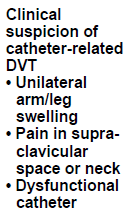 Clinical
suspicion of
catheter-related
DVT
• Unilateral
arm/leg
swelling
• Pain in supra-
clavicular
space or neck
• Dysfunctional
catheter